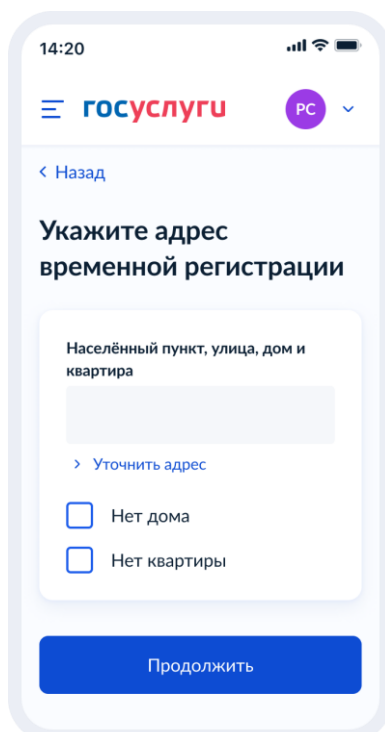 14:20
госуслуги
РС
Назад
Укажите адрес
временной регистрации
Населённый пункт, улица, дом и
квартира
Уточнить адрес
Нет дома
Нет квартиры
Продолжить